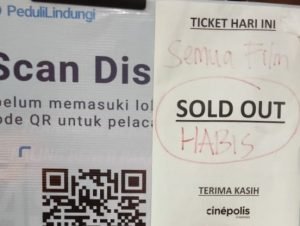 PeduliLindungi
Scan Dis
belum memasuki lo
ode QR untuk pelaca
TICKET HARI INI
Semua Film
SOLD OUT
HABIS
TERIMA KASIH
cinépolis